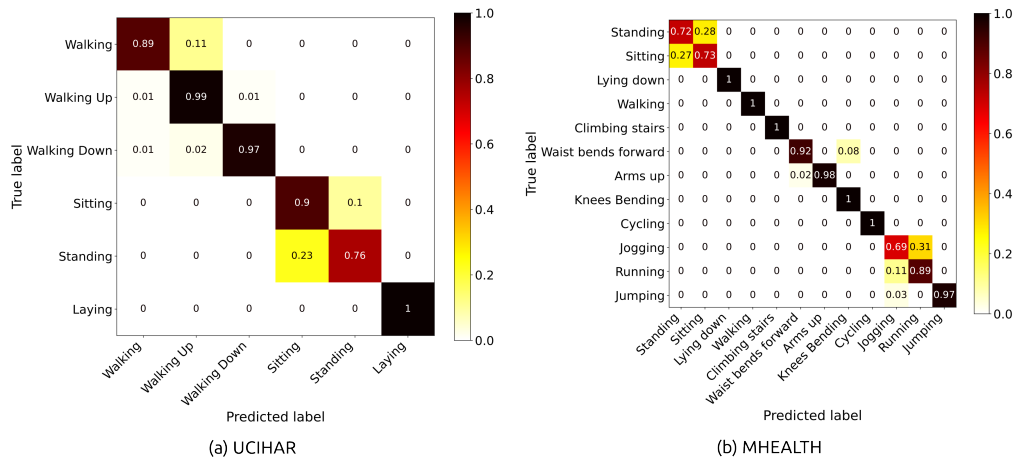 Walking 0.89 0.11 0 0 0 0
Walking Up 0.01 0.99 0.01 0 0 0
Walking Down 0.01 0.02 0.97 0 0 0
Sitting 0 0 0 0.9 0.1 0
Standing 0 0 0 0.23 0.76 0
Laying 0 0 0 0 0 1
True label
Walking
Walking Up
Walking Down
Sitting
Standing
Laying
Predicted label
1.0
0.8
0.6
0.4
0.2
0.0
(a) UCIHAR
Standing 0.72 0.28 0 0 0 0 0 0 0 0 0 0
Sitting 0.27 0.73 0 0 0 0 0 0 0 0 0 0
Lying down 0 0 1 0 0 0 0 0 0 0 0 0
Walking 0 0 0 1 0 0 0 0 0 0 0 0
Climbing stairs 0 0 0 0 1 0 0 0 0 0 0 0
Waist bends forward 0 0 0 0 0 0.92 0 0.08 0 0 0 0
Arms up 0 0 0 0 0 0.02 0.98 0 0 0 0 0
Knees Bending 0 0 0 0 0 0 0 1 0 0 0 0
Cycling 0 0 0 0 0 0 0 0 1 0 0 0
Jogging 0 0 0 0 0 0 0 0 0 0.69 0.31 0
Running 0 0 0 0 0 0 0 0 0 0.11 0.89 0
Jumping 0 0 0 0 0 0 0 0 0 0.03 0 0.97
True label
Standing
Sitting
Lying down
Walking
Climbing stairs
Waist bends forward
Arms up
Knees Bending
Cycling
Jogging
Running
Jumping
Predicted label
1.0
0.8
0.6
0.4
0.2
0.0
(b) MHEALTH